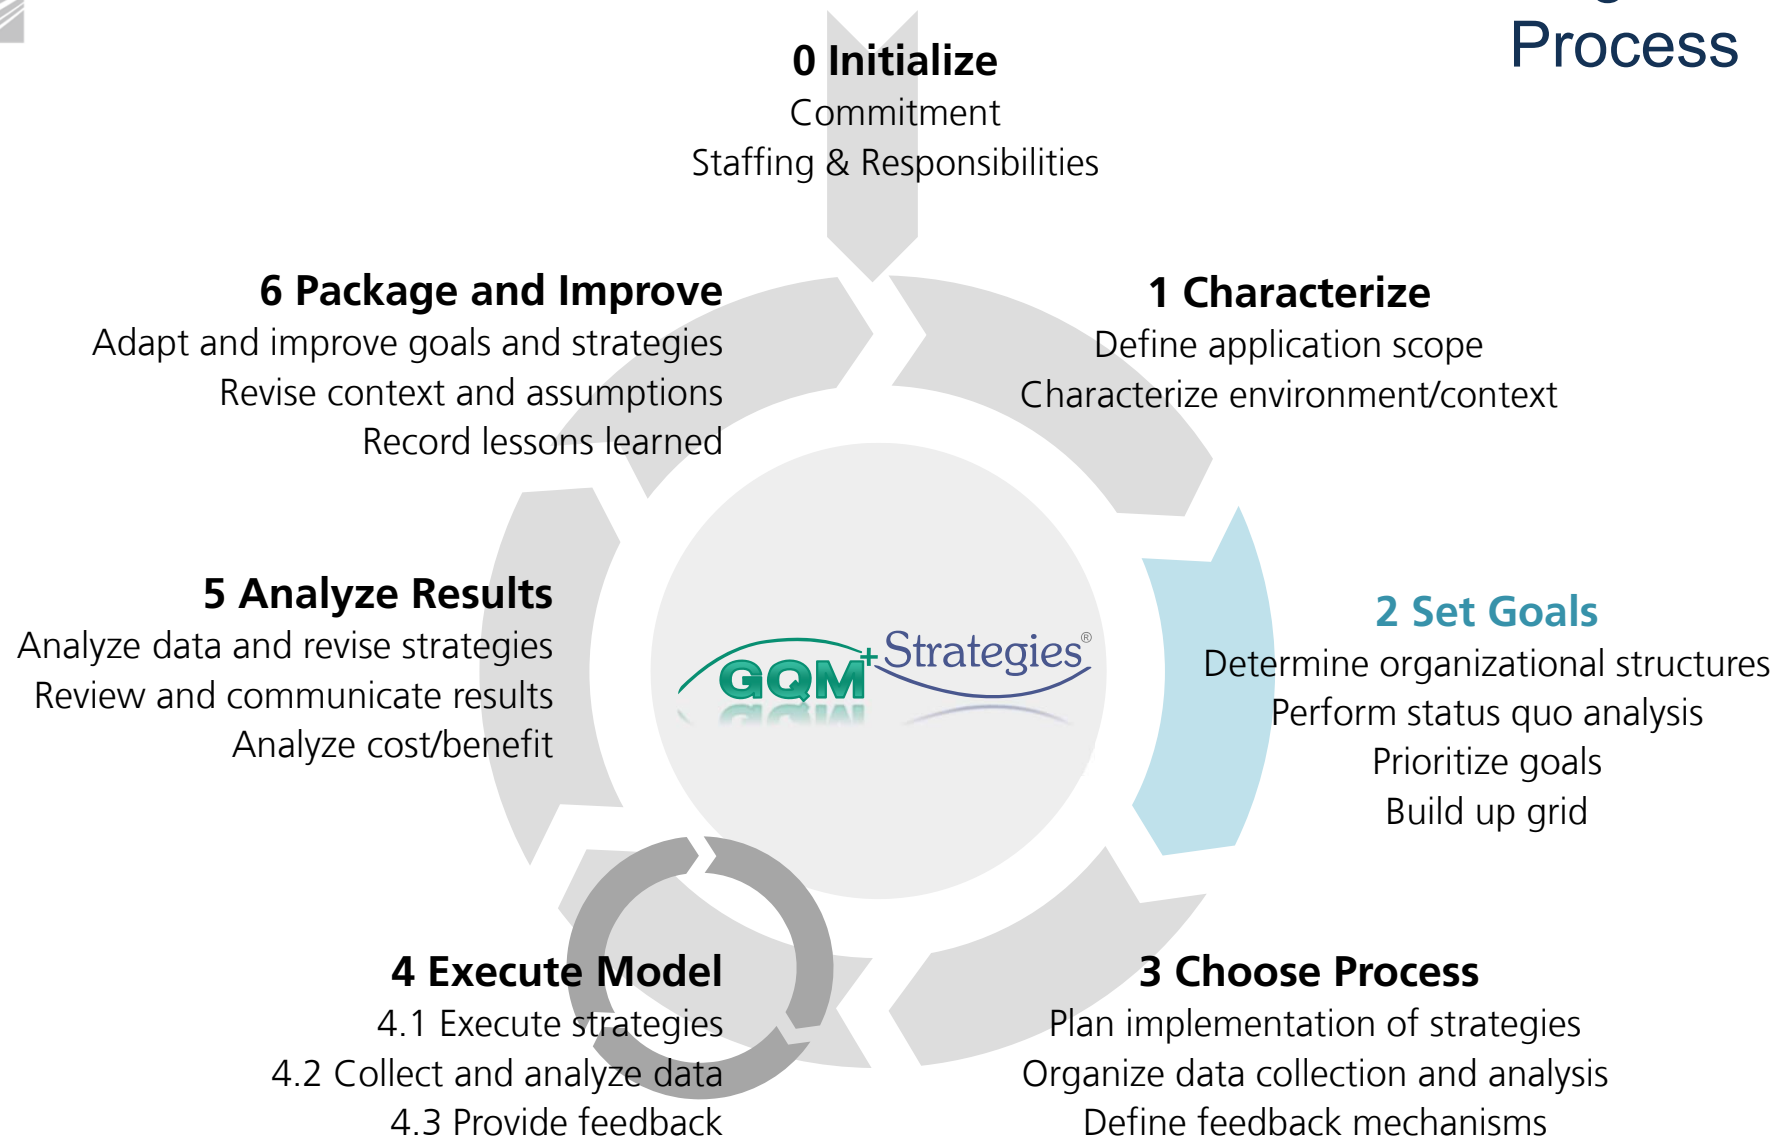 Process
0 Initialize
Commitment
Staffing & Responsibilities
1 Characterize
Define application scope
Characterize environment/context
2 Set Goals
Determine organizational structures
Perform status quo analysis
Prioritize goals
Build up grid
3 Choose Process
Plan implementation of strategies
Organize data collection and analysis
Define feedback mechanisms
4 Execute Model
4.1 Execute strategies
4.2 Collect and analyze data
4.3 Provide feedback
5 Analyze Results
Analyze data and revise strategies
Review and communicate results
Analyze cost/benefit
6 Package and Improve
Adapt and improve goals and strategies
Revise context and assumptions
Record lessons learned
GQM+Strategies®